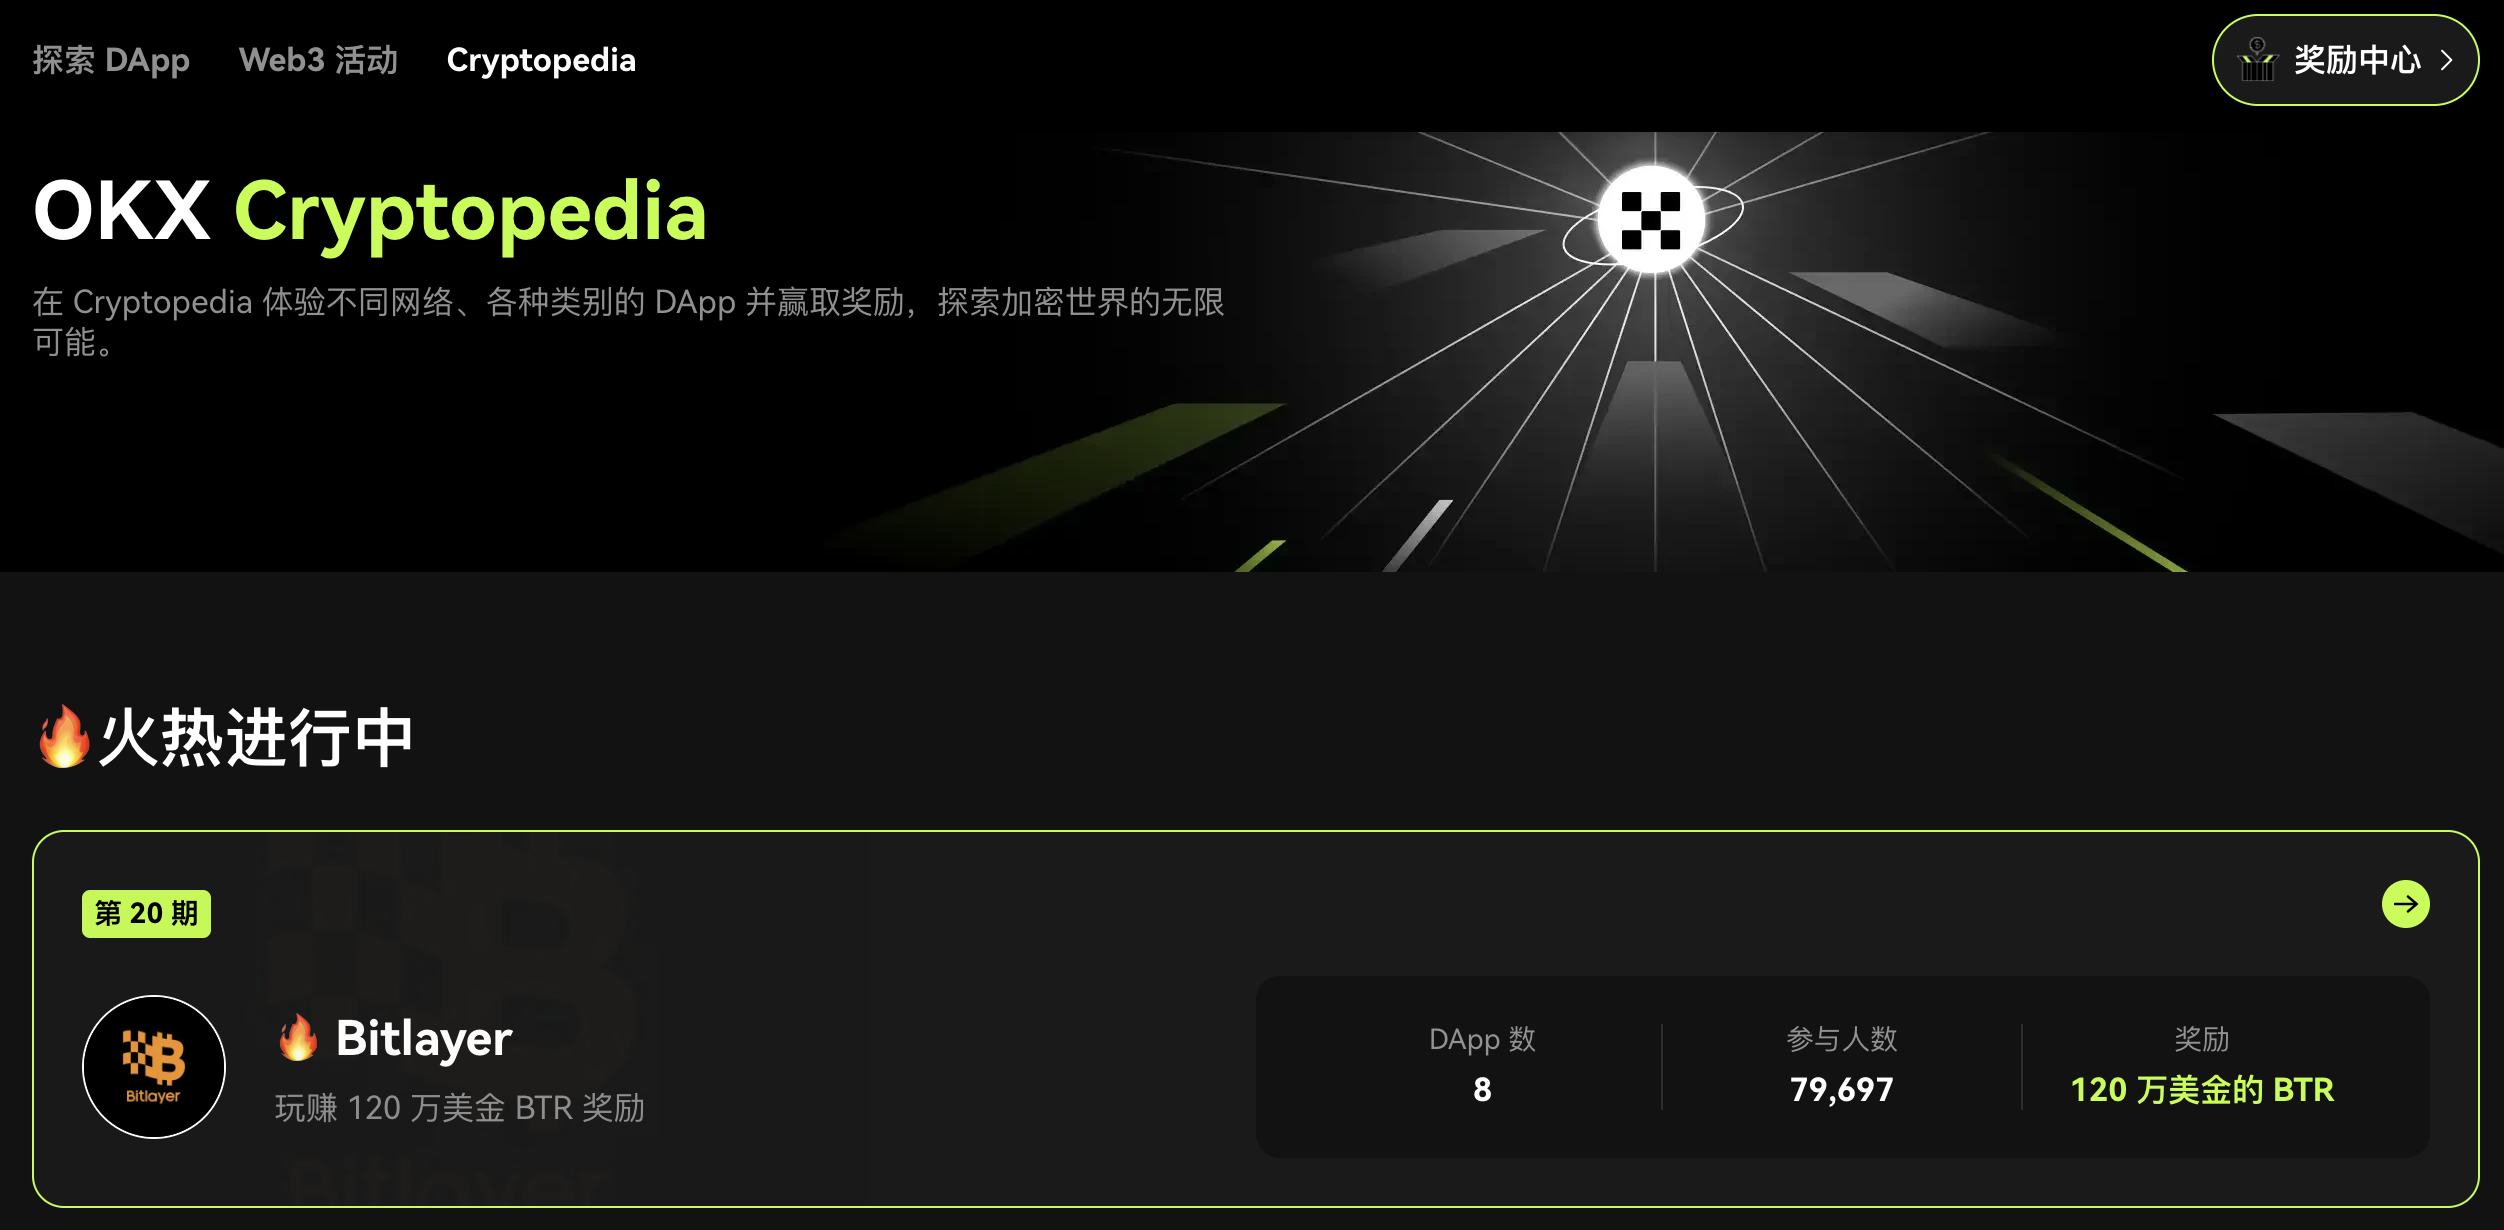 探索 DApp
Web3 活动
Cryptopedia
奖励中心
OKX Cryptopedia
在 Cryptopedia 体验不同网络、各种类别的 DApp 并赢取奖励，探索加密世界的无限
可能。
🔥火热进行中
第 20 期
Bitlayer
🔥 Bitlayer
玩赚 120 万美金 BTR 奖励
DApp 数
8
参与人数
79,697
奖励
120 万美金的 BTR
Bitlayer